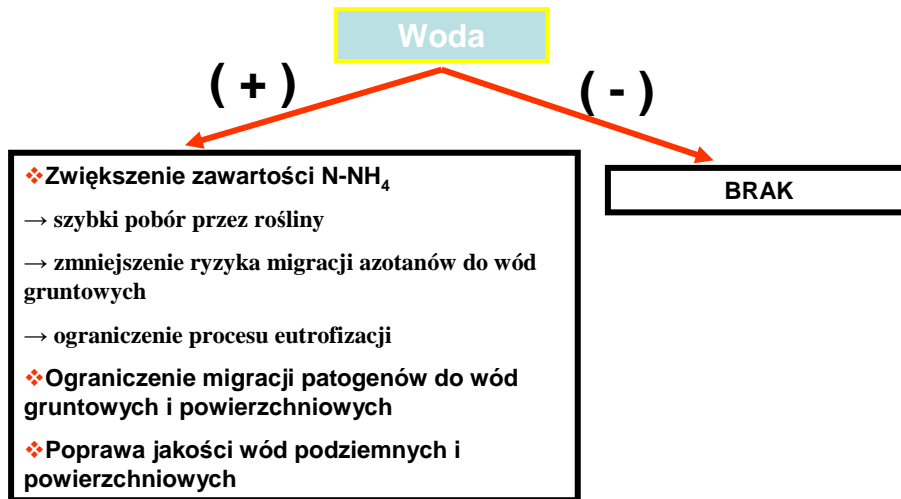 Woda
( + )
( - )
❖Zwiększenie zawartości N-NH₄
→ szybki pobór przez rośliny
→ zmniejszenie ryzyka migracji azotanów do wód
gruntowych
→ ograniczenie procesu eutrofizacji
❖Ograniczenie migracji patogenów do wód
gruntowych i powierzchniowych
❖Poprawa jakości wód podziemnych i
powierzchniowych
BRAK